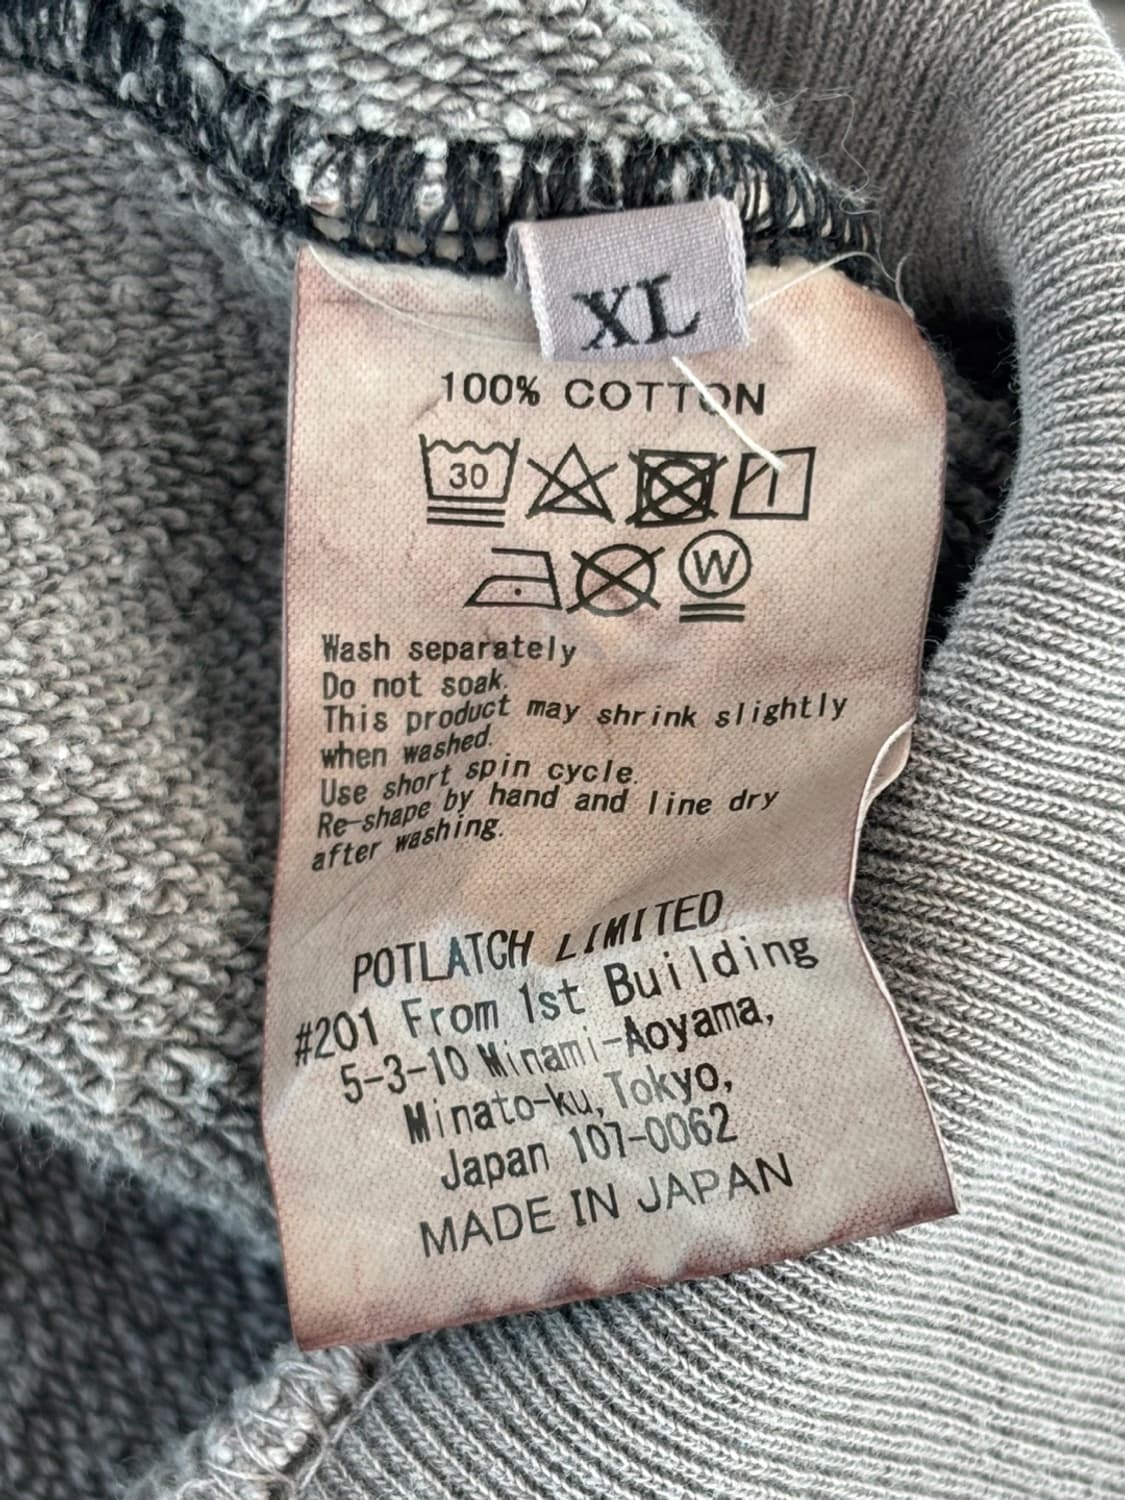 XL
100% COTTON
30
W
Wash separately
Do not soak.
This product may shrink slightly
when washed.
Use short spin cycle.
Re-shape by hand and line dry
after washing.
POTLATCH LIMITED
#201 From 1st Building
5-3-10 Minami-Aoyama,
Minato-ku, Tokyo,
Japan 107-0062
MADE IN JAPAN